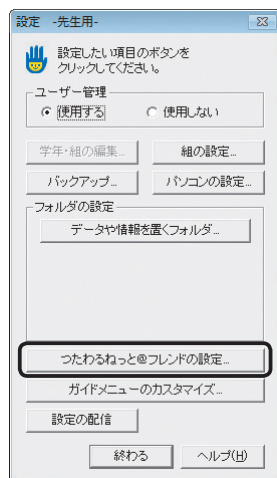 設定 -先生用-
設定したい項目のボタンを
クリックしてください。
ユーザー管理
使用する 使用しない
学年・組の編集... 組の設定...
バックアップ... パソコンの設定...
フォルダの設定
データや情報を置くフォルダ...
つたわるねっと@フレンドの設定...
ガイドメニューのカスタマイズ...
設定の配信
終わる ヘルプ(H)